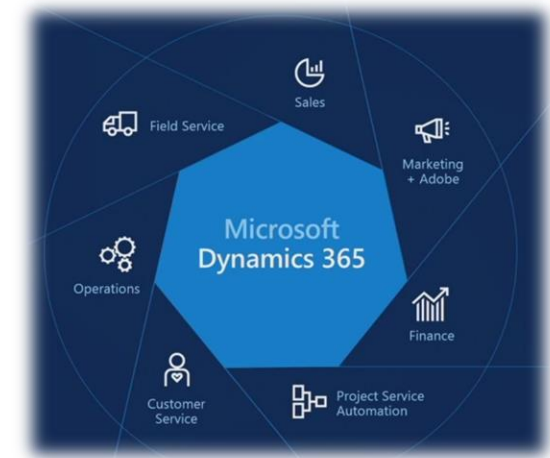 Sales
Field Service
Marketing
+ Adobe
Microsoft
Dynamics 365
Operations
Finance
Customer
Service
Project Service
Automation